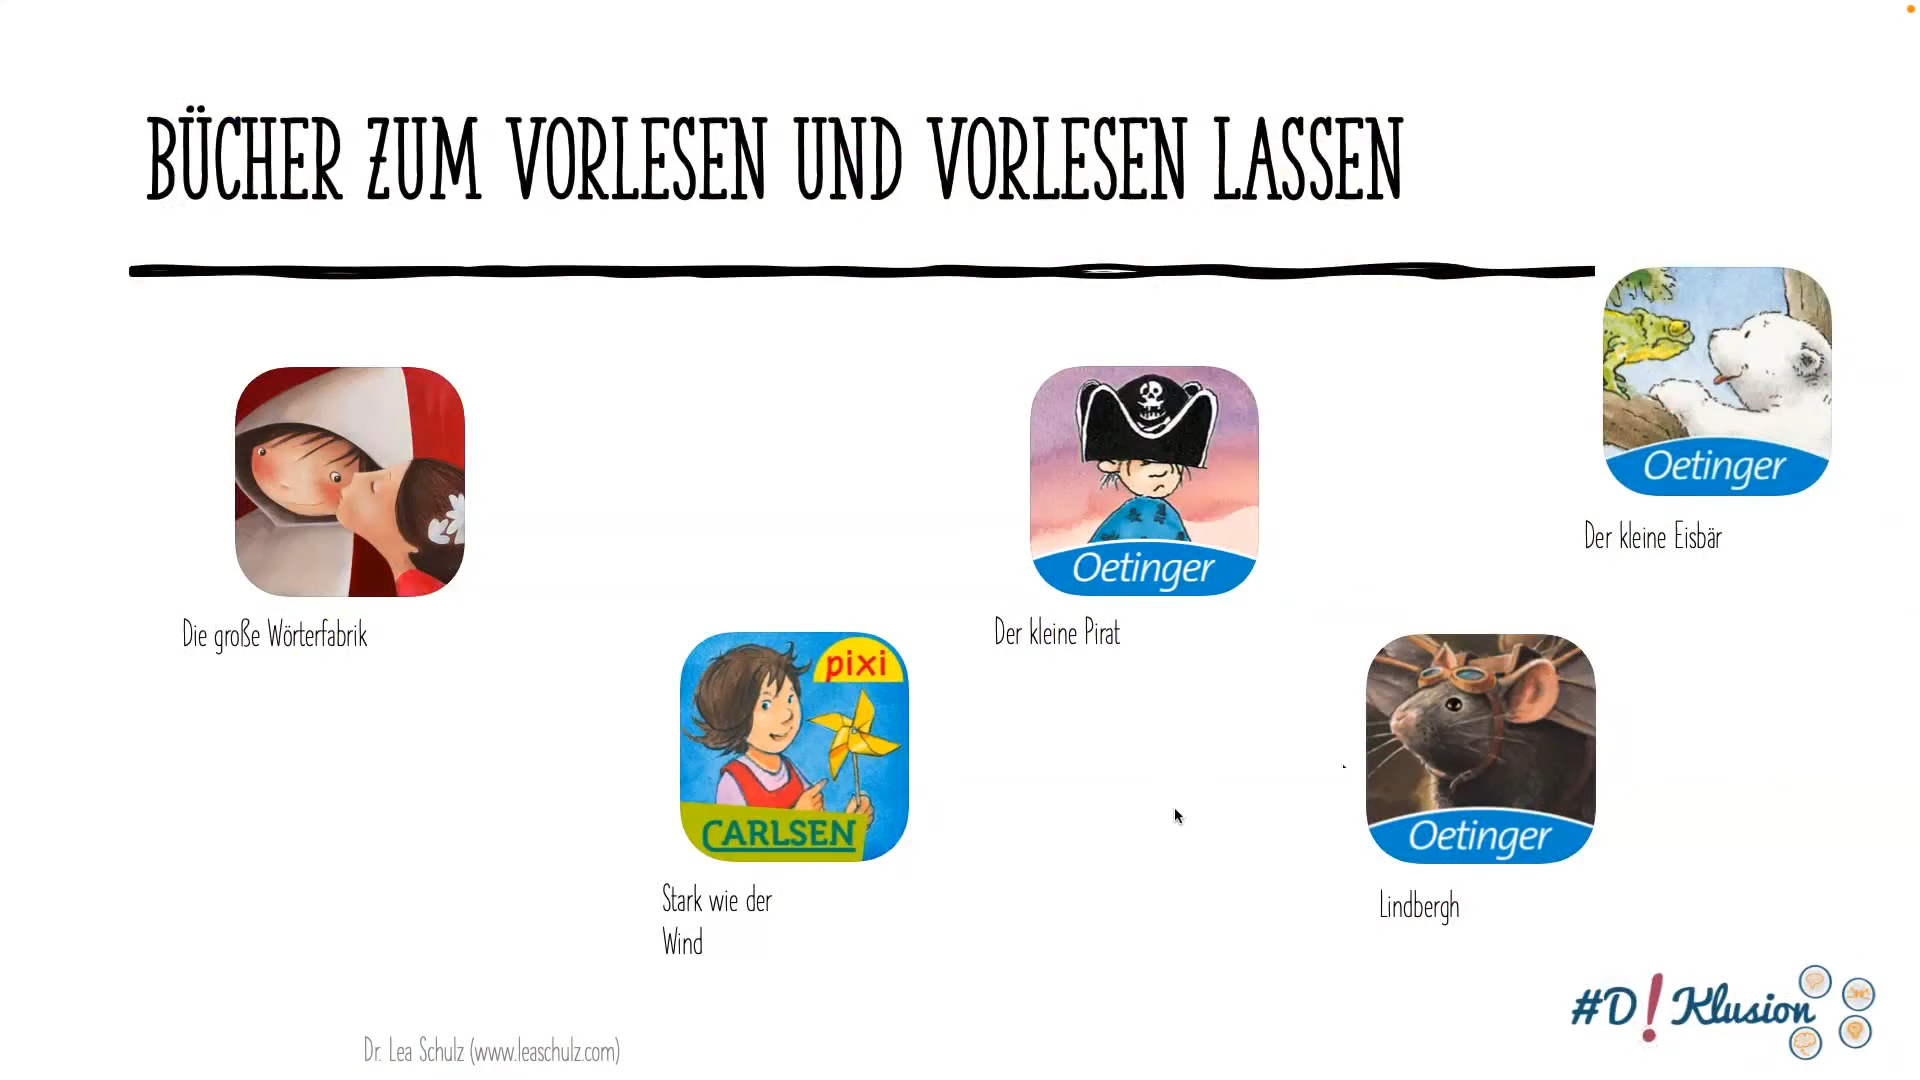 BÜCHER ZUM VORLESEN UND VORLESEN LASSEN
Oetinger
Der kleine Eisbär
Oetinger
Die große Wörterfabrik
Der kleine Pirat
pixi
CARLSEN
Oetinger
Stark wie der
Wind
Lindbergh
#D!Klusion
Dr. Lea Schulz (www.leaschulz.com)